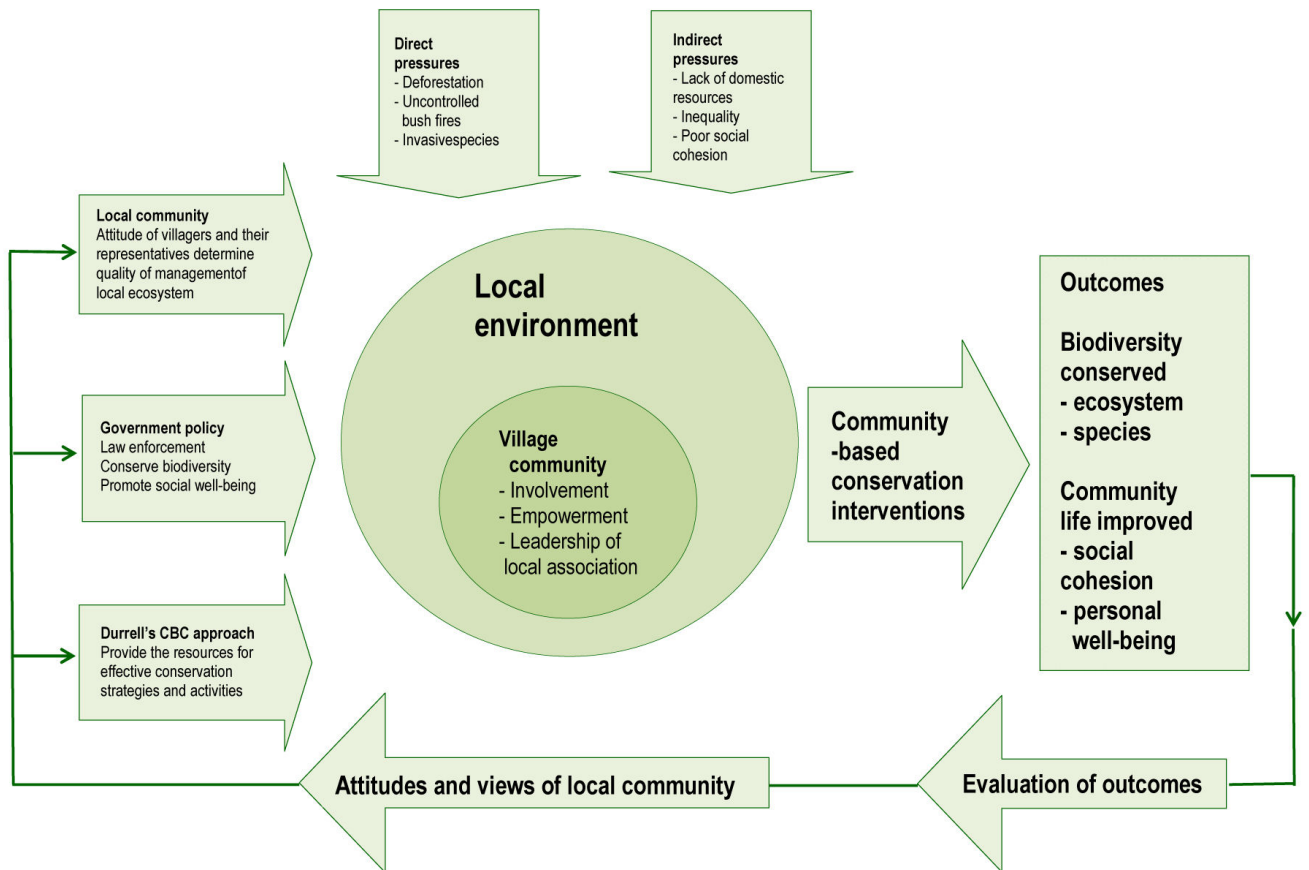 Direct
pressures
- Deforestation
- Uncontrolled
bush fires
- Invasivespecies
Indirect
pressures
- Lack of domestic
resources
- Inequality
- Poor social
cohesion
Local community
Attitude of villagers and their
representatives determine
quality of managementof
local ecosystem
Government policy
Law enforcement
Conserve biodiversity
Promote social well-being
Durrell's CBC approach
Provide the resources for
effective conservation
strategies and activities
Local
environment
Village
community
- Involvement
- Empowerment
- Leadership of
local association
Community
-based
conservation
interventions
Outcomes
Biodiversity
conserved
- ecosystem
- species
Community
life improved
- social
cohesion
- personal
well-being
Attitudes and views of local community
Evaluation of outcomes